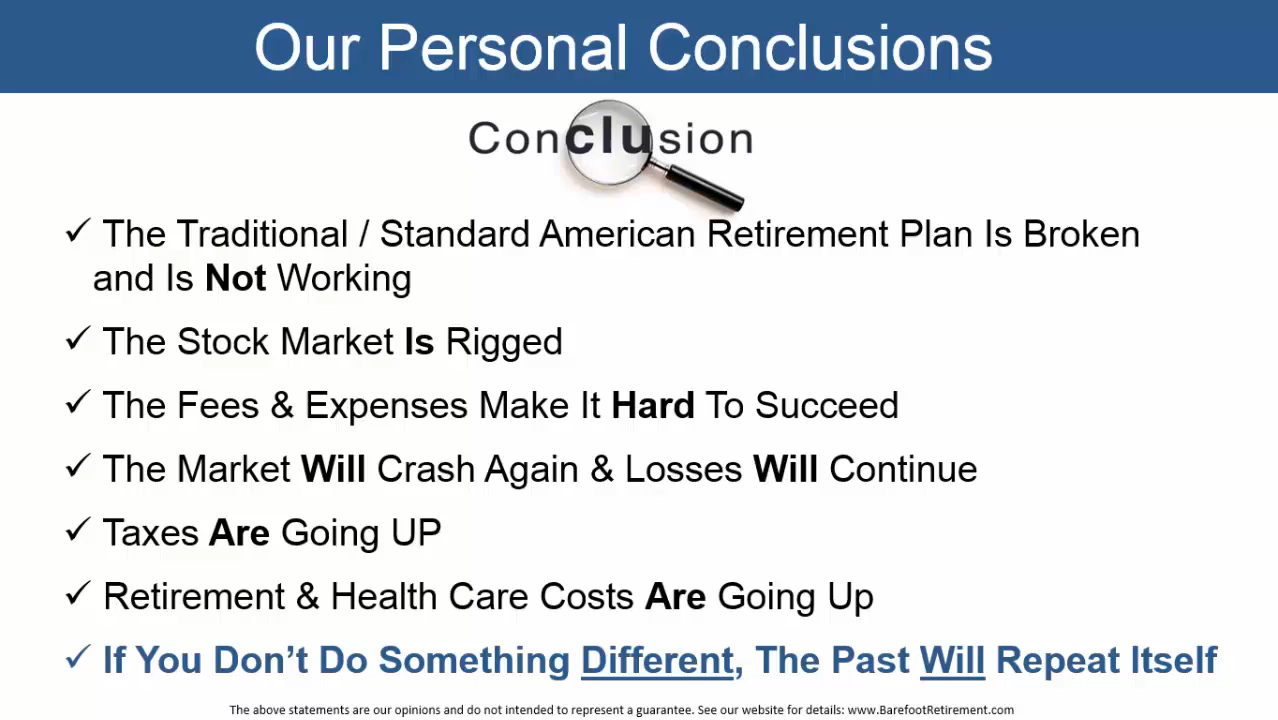 Our Personal Conclusions
Conclusion
✓ The Traditional / Standard American Retirement Plan Is Broken
and Is Not Working
✓ The Stock Market Is Rigged
✓ The Fees & Expenses Make It Hard To Succeed
✓ The Market Will Crash Again & Losses Will Continue
✓ Taxes Are Going UP
✓ Retirement & Health Care Costs Are Going Up
✓ If You Don't Do Something Different, The Past Will Repeat Itself
The above statements are our opinions and do not intended to represent a guarantee. See our website for details: www.BarefootRetirement.com